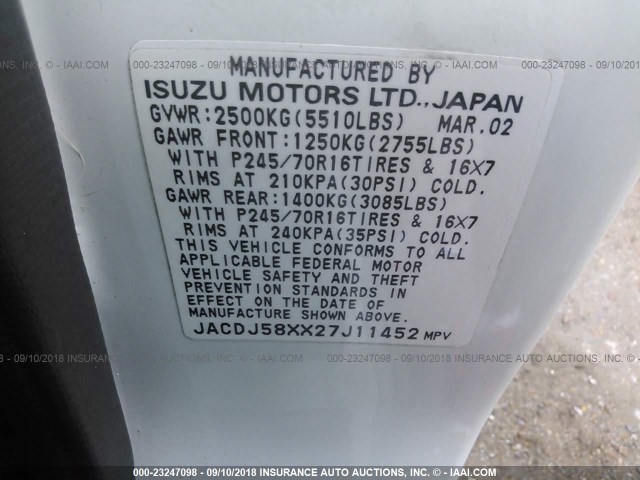 MANUFACTURED BY
ISUZU MOTORS LTD., JAPAN
GVWR:2500KG(5510LBS) MAR.02
GAWR FRONT:1250KG(2755LBS)
WITH P245/70R16TIRES & 16X7
RIMS AT 210KPA(30PSI) COLD.
GAWR REAR:1400KG(3085LBS)
WITH P245/70R16TIRES & 16X7
RIMS AT 240KPA(35PSI) COLD.
THIS VEHICLE CONFORMS TO ALL
APPLICABLE FEDERAL MOTOR
VEHICLE SAFETY AND THEFT
PREVENTION STANDARDS IN
EFFECT ON THE DATE OF
MANUFACTURE SHOWN ABOVE.
JACDJ58XX27J11452 MPV
000-23247098 - 09/10/2018 INSURANCE AUTO AUCTIONS, INC. - © - IAAI.COM